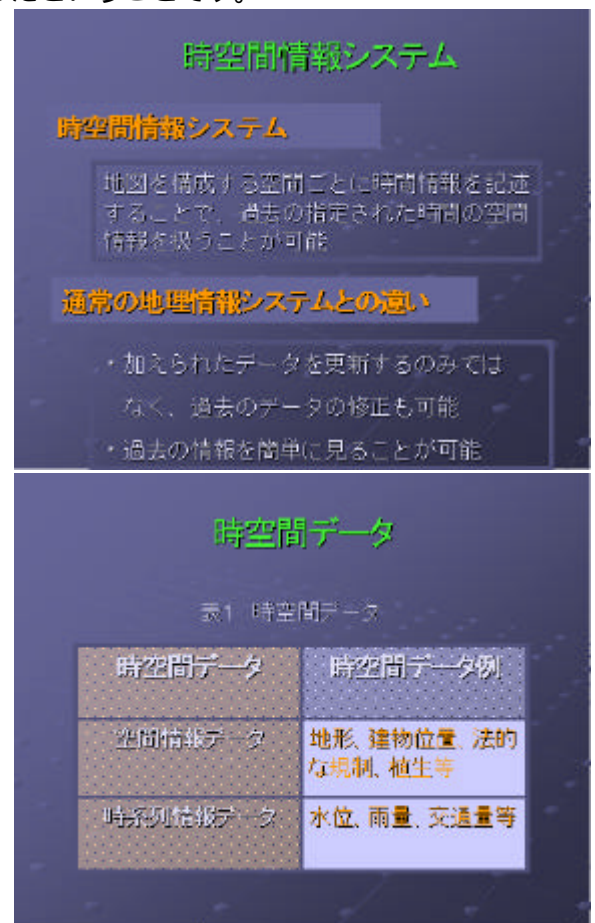 たということです。
時空間情報システム
時空間情報システム
地図を構成する空間ごとに時間情報を記述
することで、過去の指定された時間の空間
情報を扱うことが可能
通常の地理情報システムとの違い
・加えられたデータを更新するのみでは
なく、過去のデータの修正も可能
・過去の情報を簡単に見ることが可能
時空間データ
表1 時空間データ
時空間データ 時空間データ例
空間情報データ 地形、建物位置、法的
な規制、植生等
時系列情報データ 水位、雨量、交通量等